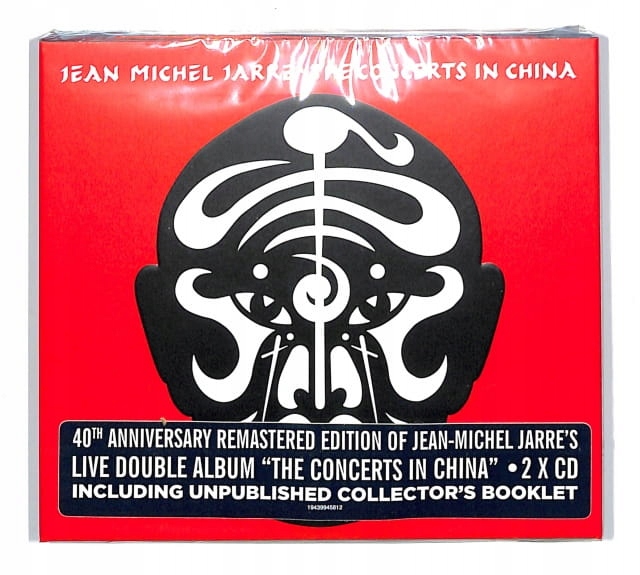 JEAN MICHEL JARRE THE CONCERTS IN CHINA
40TH ANNIVERSARY REMASTERED EDITION OF JEAN-MICHEL JARRE'S
LIVE DOUBLE ALBUM "THE CONCERTS IN CHINA" • 2 X CD
INCLUDING UNPUBLISHED COLLECTOR'S BOOKLET
19439945812